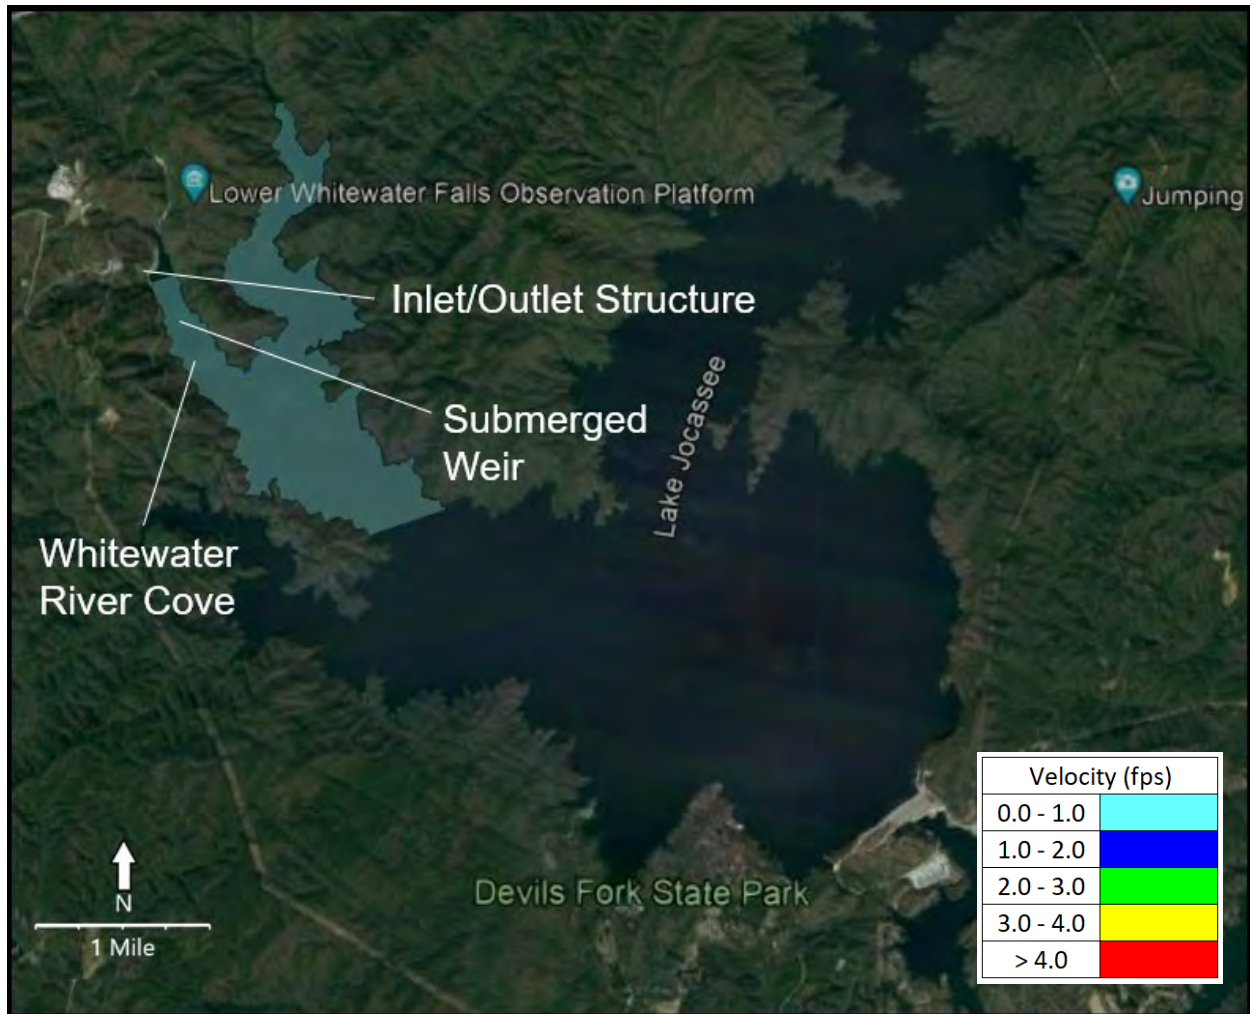 Lower Whitewater Falls Observation Platform
Jumping
Inlet/Outlet Structure
Submerged
Weir
Lake Jocassee
Whitewater
River Cove
Velocity (fps)
0.0 - 1.0
1.0 - 2.0
2.0 - 3.0
3.0 - 4.0
> 4.0
N
1 Mile
Devils Fork State Park